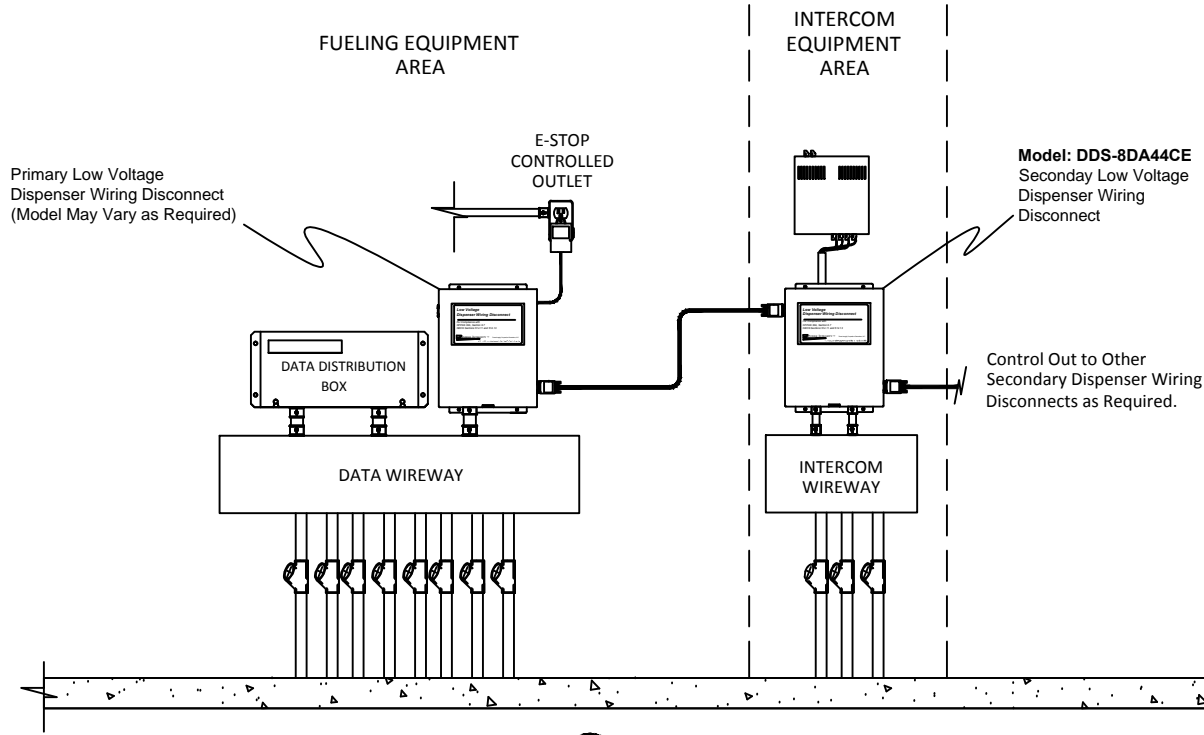 FUELING EQUIPMENT
AREA
INTERCOM
EQUIPMENT
AREA
E-STOP
CONTROLLED
OUTLET
Primary Low Voltage
Dispenser Wiring Disconnect
(Model May Vary as Required)
Model: DDS-8DA44CE
Seconday Low Voltage
Dispenser Wiring
Disconnect
Low Voltage
Dispenser Wiring Disconnect
Low Voltage
Dispenser Wiring Disconnect
DATA DISTRIBUTION
BOX
Control Out to Other
Secondary Dispenser Wiring
Disconnects as Required.
DATA WIREWAY
INTERCOM
WIREWAY